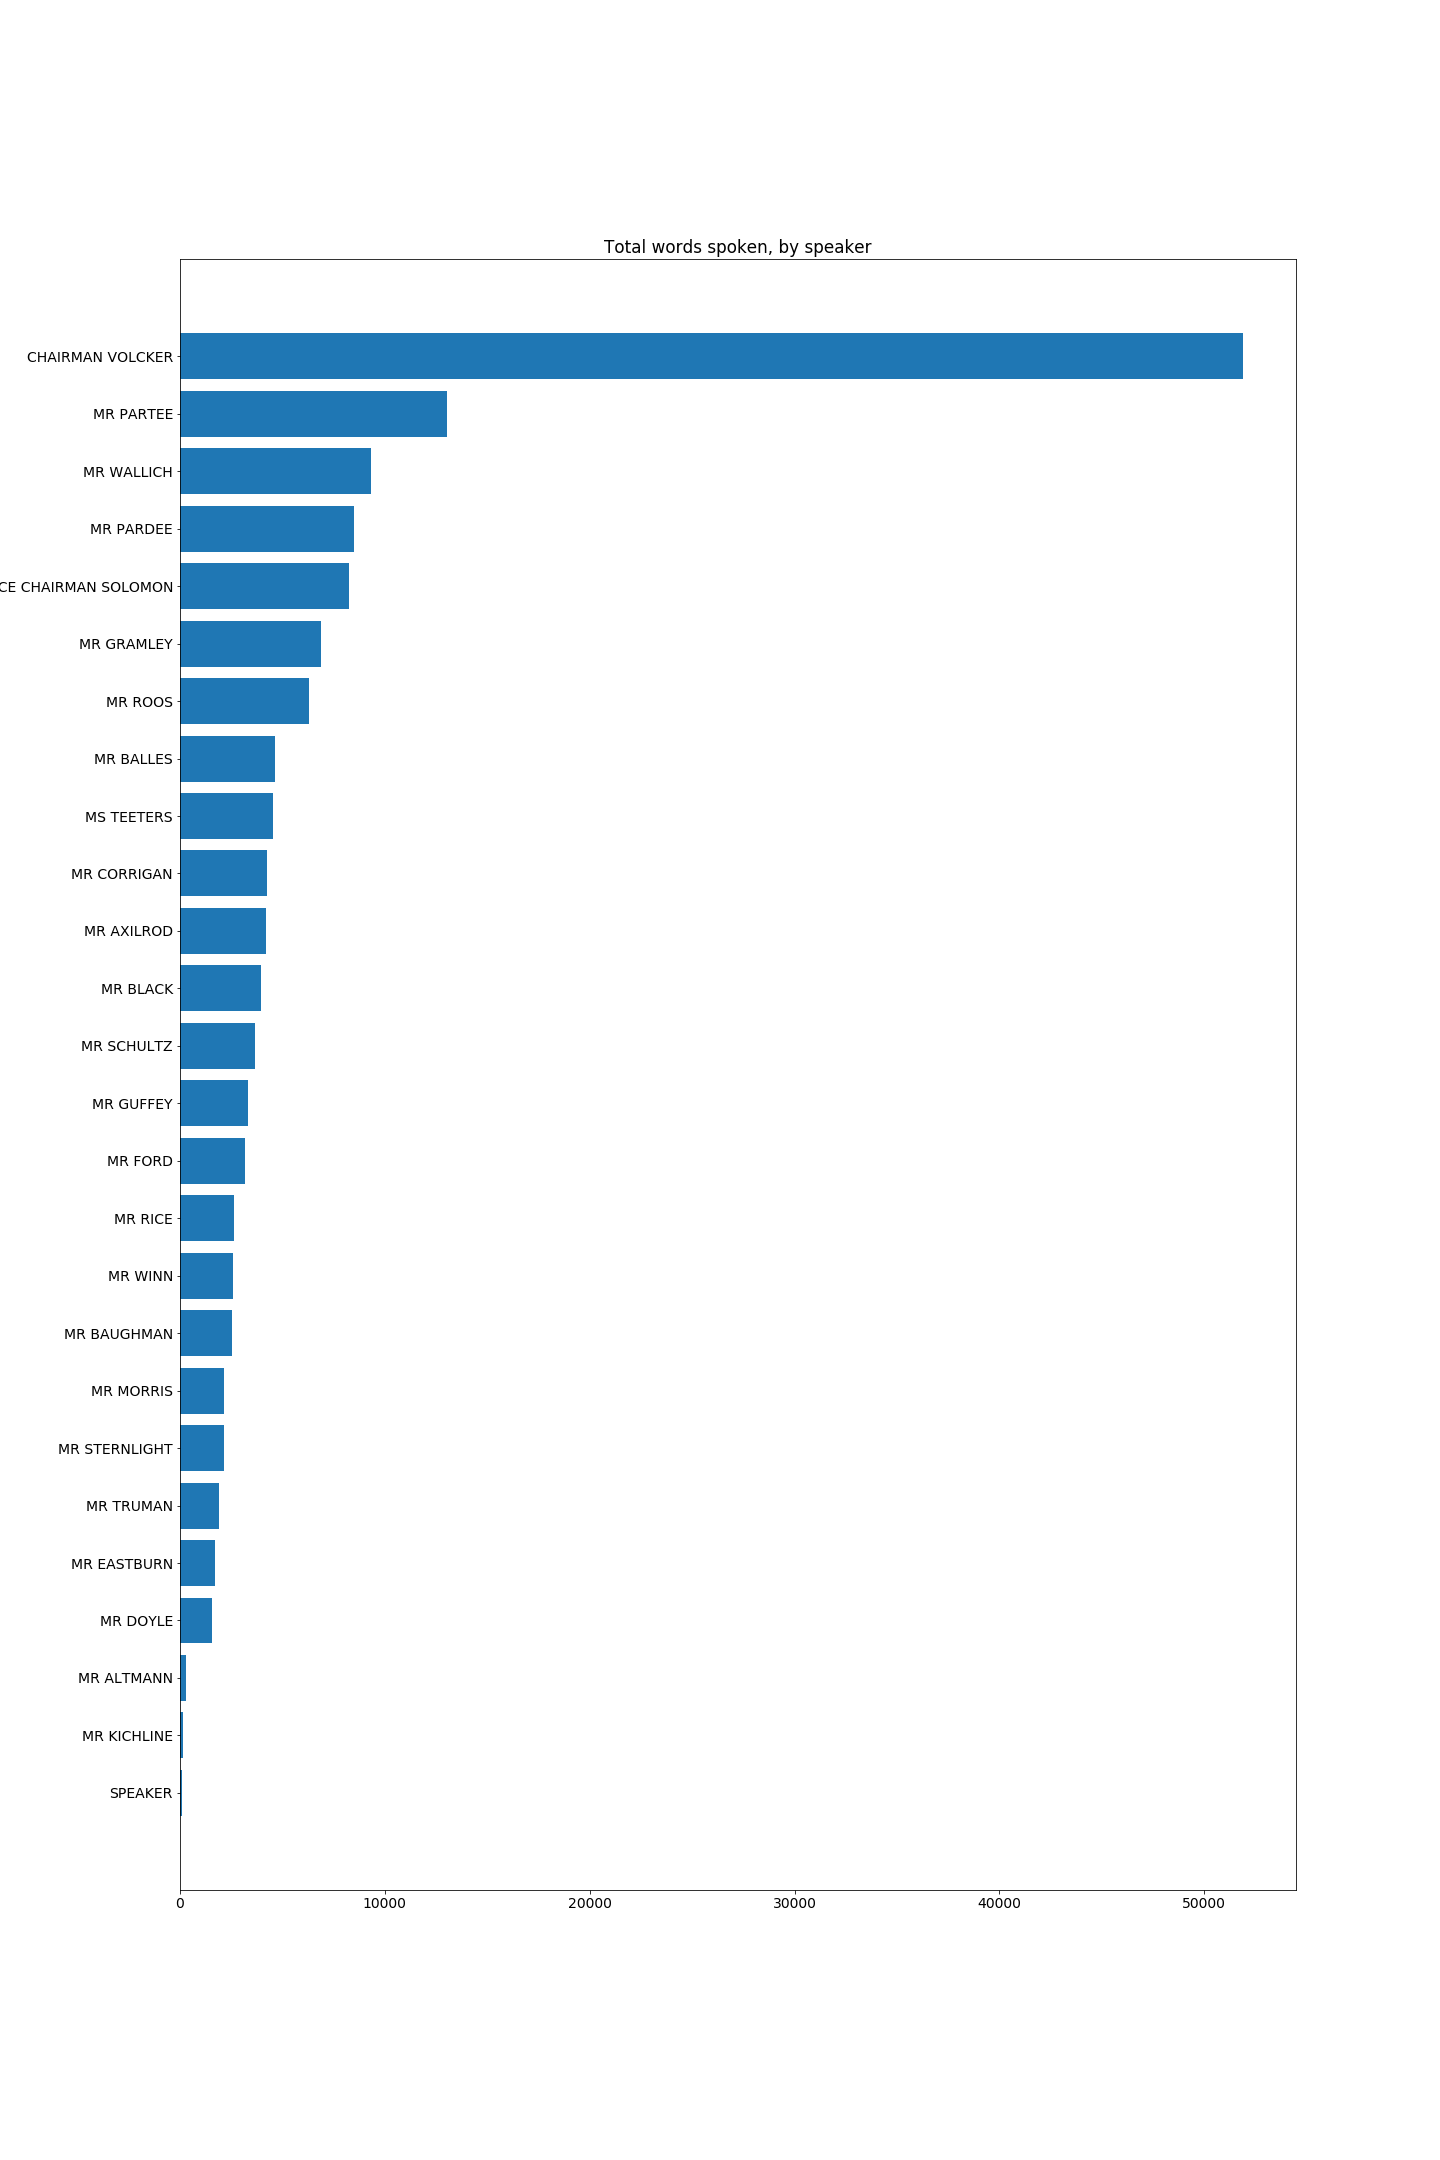 Total words spoken, by speaker
CHAIRMAN VOLCKER
MR PARTEE
MR WALLICH
MR PARDEE
CE CHAIRMAN SOLOMON
MR GRAMLEY
MR ROOS
MR BALLES
MS TEETERS
MR CORRIGAN
MR AXILROD
MR BLACK
MR SCHULTZ
MR GUFFEY
MR FORD
MR RICE
MR WINN
MR BAUGHMAN
MR MORRIS
MR STERNLIGHT
MR TRUMAN
MR EASTBURN
MR DOYLE
MR ALTMANN
MR KICHLINE
SPEAKER
0 10000 20000 30000 40000 50000